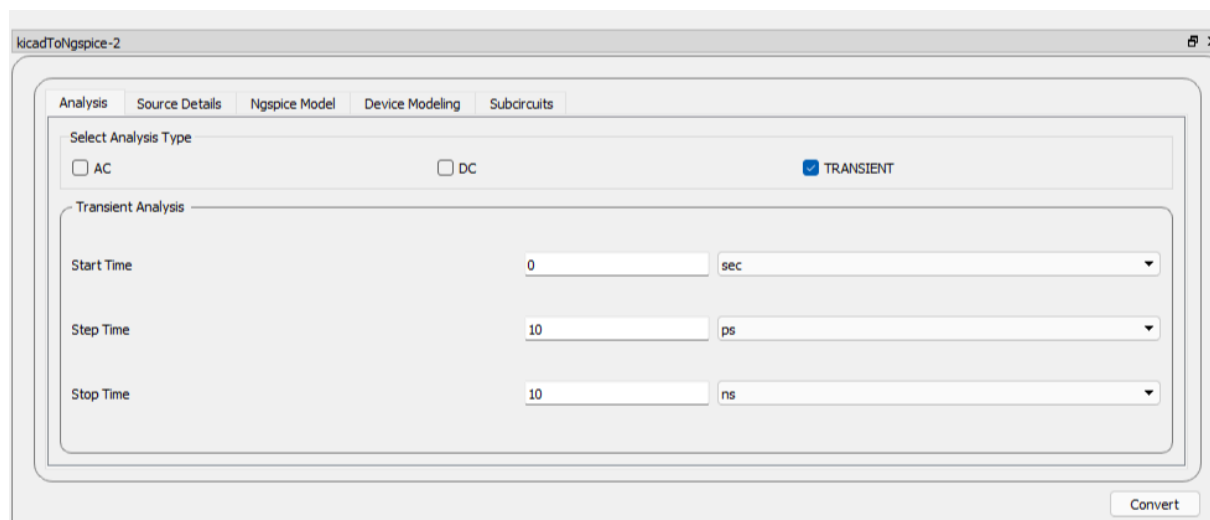 kicadToNgspice-2
Analysis Source Details Ngspice Model Device Modeling Subcircuits
Select Analysis Type
AC DC TRANSIENT
Transient Analysis
Start Time 0 sec
Step Time 10 ps
Stop Time 10 ns
Convert